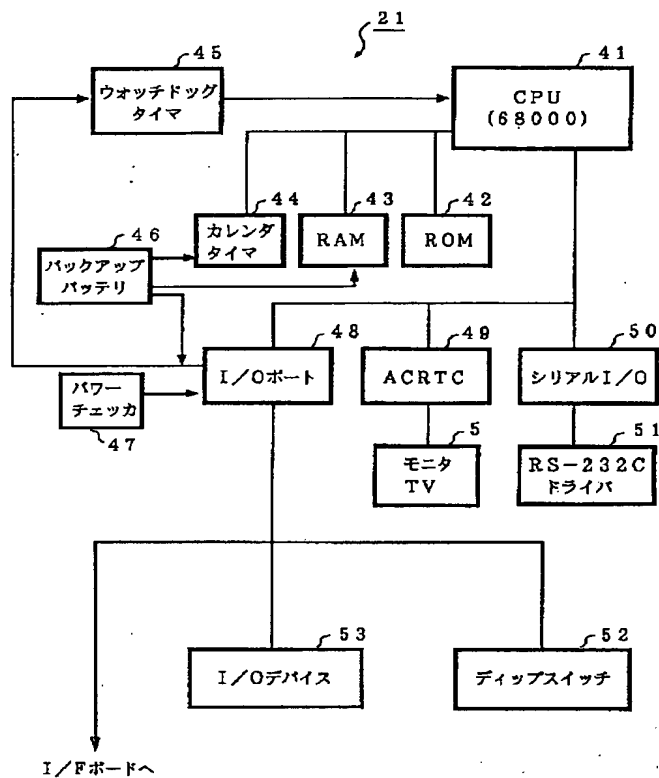 21
45
ウォッチドッグ
タイマ
41
CPU
(68000)
44
カレンダ
タイマ
43
RAM
42
ROM
46
バックアップ
バッテリ
48
I/Oポート
49
ACRTC
50
シリアルI/O
パワー
チェッカ
47
5
モニタ
TV
51
RS-232C
ドライバ
53
I/Oデバイス
52
ディップスイッチ
I/Fボードへ